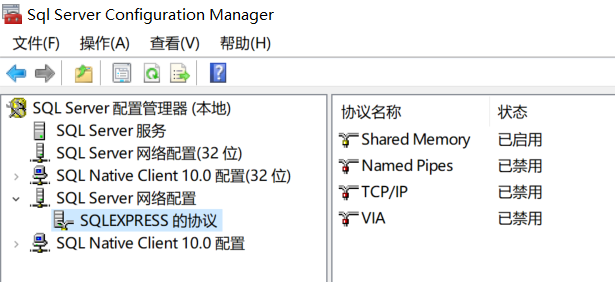 Sql Server Configuration Manager
文件(F) 操作(A) 查看(V) 帮助(H)
SQL Server 配置管理器 (本地)
SQL Server 服务
SQL Server 网络配置(32 位)
SQL Native Client 10.0 配置(32 位)
SQL Server 网络配置
SQLEXPRESS 的协议
SQL Native Client 10.0 配置
协议名称 状态
Shared Memory 已启用
Named Pipes 已禁用
TCP/IP 已禁用
VIA 已禁用